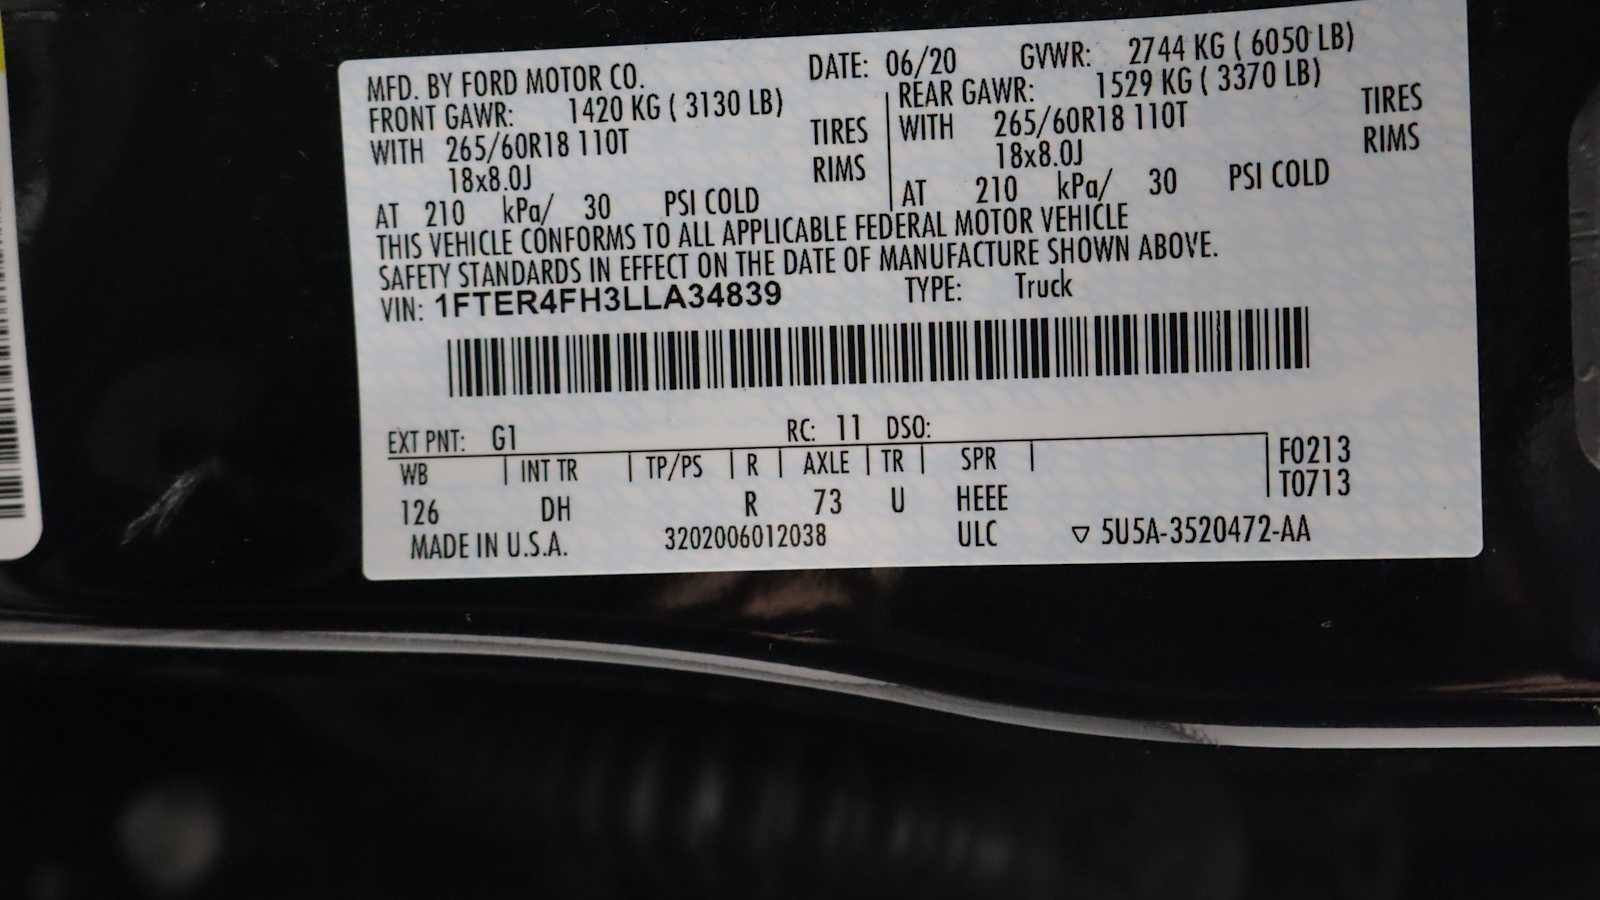 MFD. BY FORD MOTOR CO. DATE: 06/20 GVWR: 2744 KG ( 6050 LB)
FRONT GAWR: 1420 KG ( 3130 LB) REAR GAWR: 1529 KG ( 3370 LB)
WITH 265/60R18 110T TIRES WITH 265/60R18 110T TIRES
18x8.0J RIMS 18x8.0J RIMS
AT 210 kPa/ 30 PSI COLD AT 210 kPa/ 30 PSI COLD
THIS VEHICLE CONFORMS TO ALL APPLICABLE FEDERAL MOTOR VEHICLE
SAFETY STANDARDS IN EFFECT ON THE DATE OF MANUFACTURE SHOWN ABOVE.
VIN: 1FTER4FH3LLA34839 TYPE: Truck
EXT PNT: G1 RC: 11 DSO:
WB INT TR TP/PS R AXLE TR SPR F0213
126 DH R 73 U HEEE T0713
MADE IN U.S.A. 3202006012038 ULC ▽ 5U5A-3520472-AA